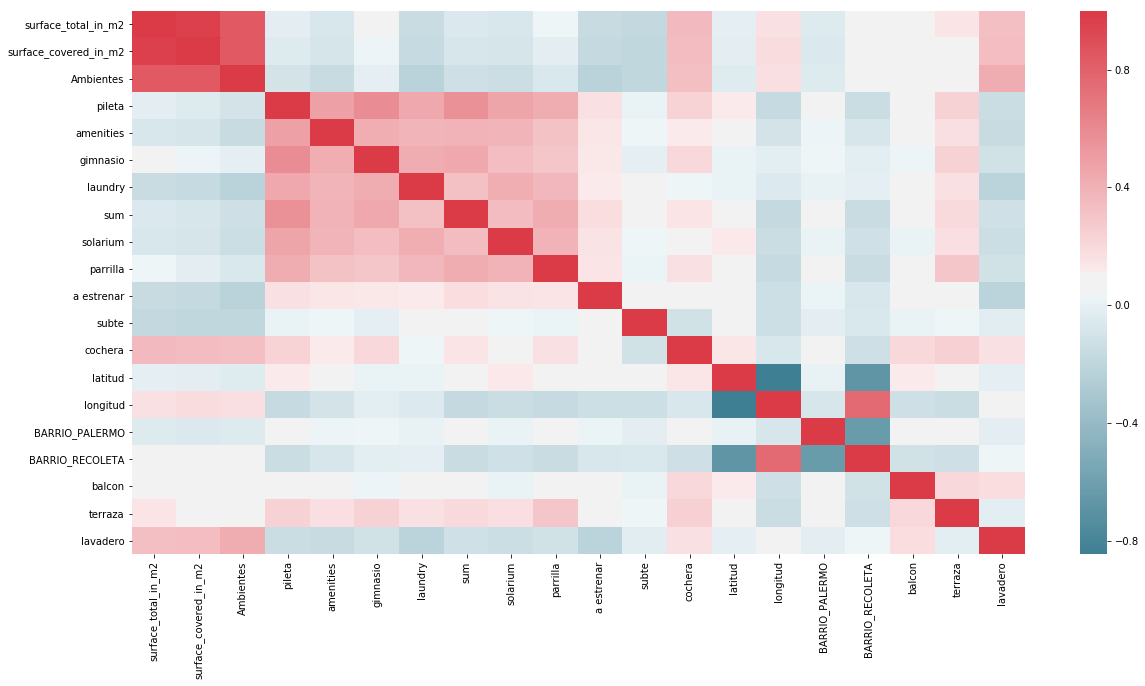 surface_total_in_m2
surface_covered_in_m2
Ambientes
pileta
amenities
gimnasio
laundry
sum
solarium
parrilla
a estrenar
subte
cochera
latitud
longitud
BARRIO_PALERMO
BARRIO_RECOLETA
balcon
terraza
lavadero
surface_total_in_m2
surface_covered_in_m2
Ambientes
pileta
amenities
gimnasio
laundry
sum
solarium
parrilla
a estrenar
subte
cochera
latitud
longitud
BARRIO_PALERMO
BARRIO_RECOLETA
balcon
terraza
lavadero
0.8
0.4
0.0
−0.4
−0.8